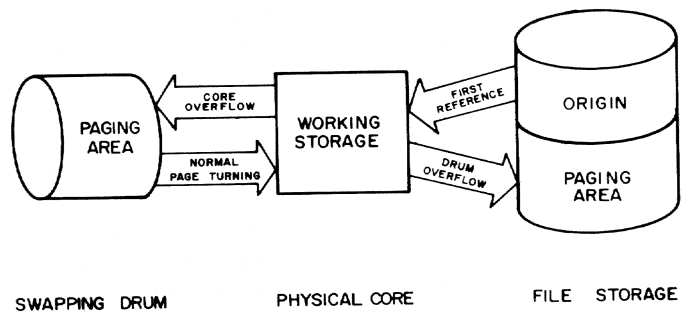 PAGING
AREA
CORE
OVERFLOW
NORMAL
PAGE TURNING
WORKING
STORAGE
FIRST
REFERENCE
DRUM
OVERFLOW
ORIGIN
PAGING
AREA
SWAPPING DRUM
PHYSICAL CORE
FILE STORAGE